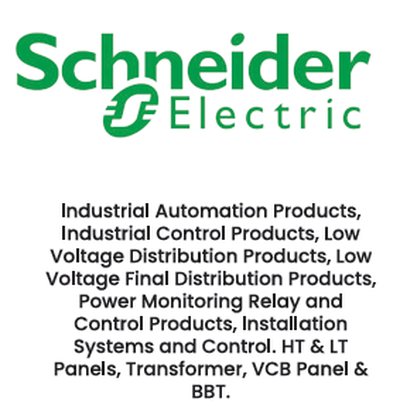 Schneider
Electric
Industrial Automation Products,
Industrial Control Products, Low
Voltage Distribution Products, Low
Voltage Final Distribution Products,
Power Monitoring Relay and
Control Products, Installation
Systems and Control. HT & LT
Panels, Transformer, VCB Panel &
BBT.